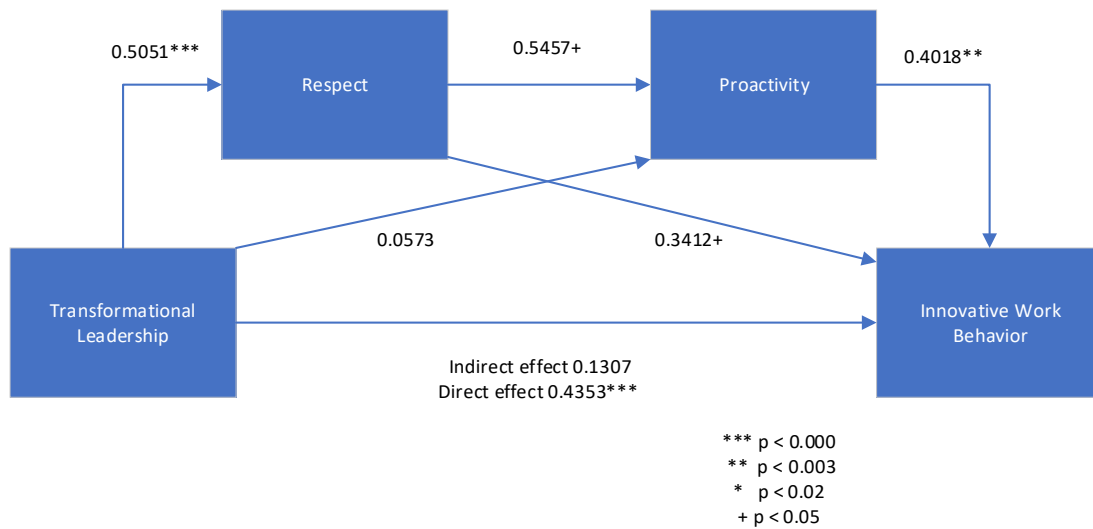 0.5051***
Respect
0.5457+
Proactivity
0.4018**
0.0573
0.3412+
Transformational
Leadership
Innovative Work
Behavior
Indirect effect 0.1307
Direct effect 0.4353***
*** p < 0.000
** p < 0.003
* p < 0.02
+ p < 0.05